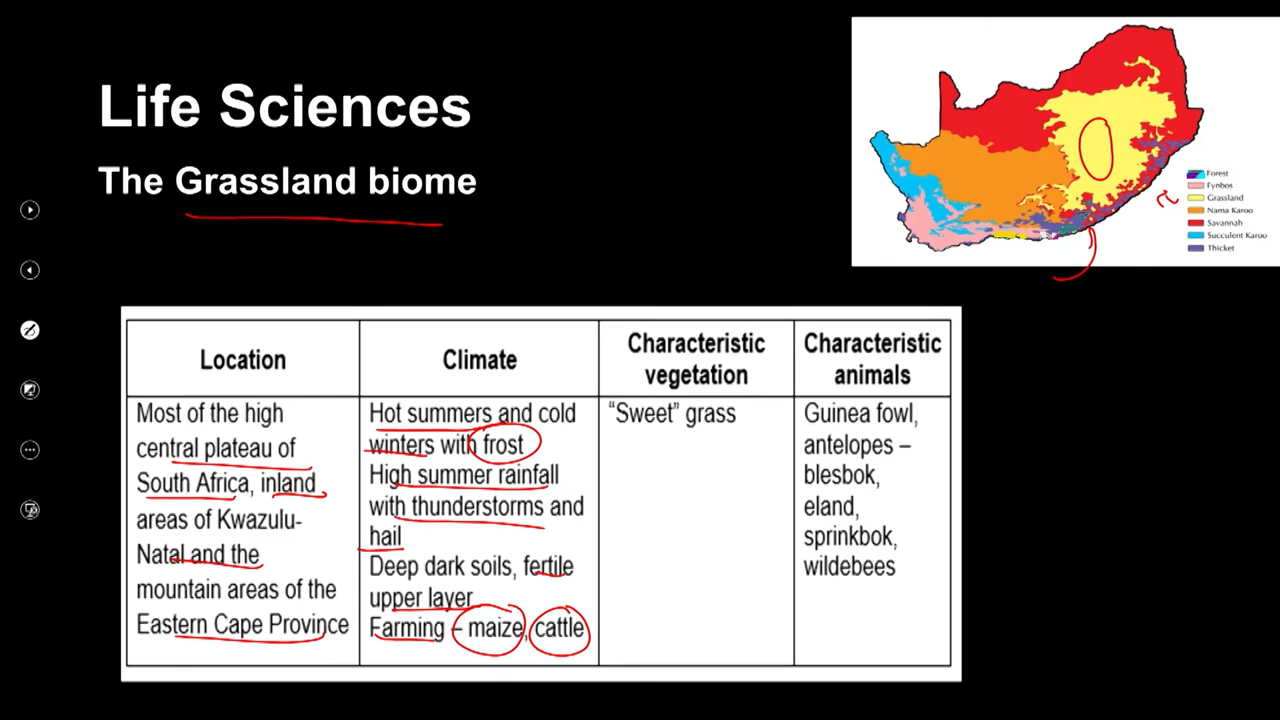 Life Sciences
The Grassland biome
Forest
Fynbos
Grassland
Nama Karoo
Savannah
Succulent Karoo
Thicket
Location
Climate
Characteristic
vegetation
Characteristic
animals
Most of the high
central plateau of
South Africa, inland
areas of Kwazulu-
Natal and the
mountain areas of the
Eastern Cape Province
Hot summers and cold
winters with frost
High summer rainfall
with thunderstorms and
hail
Deep dark soils, fertile
upper layer
Farming – maize, cattle
“Sweet” grass
Guinea fowl,
antelopes –
blesbok,
eland,
sprinkbok,
wildebees